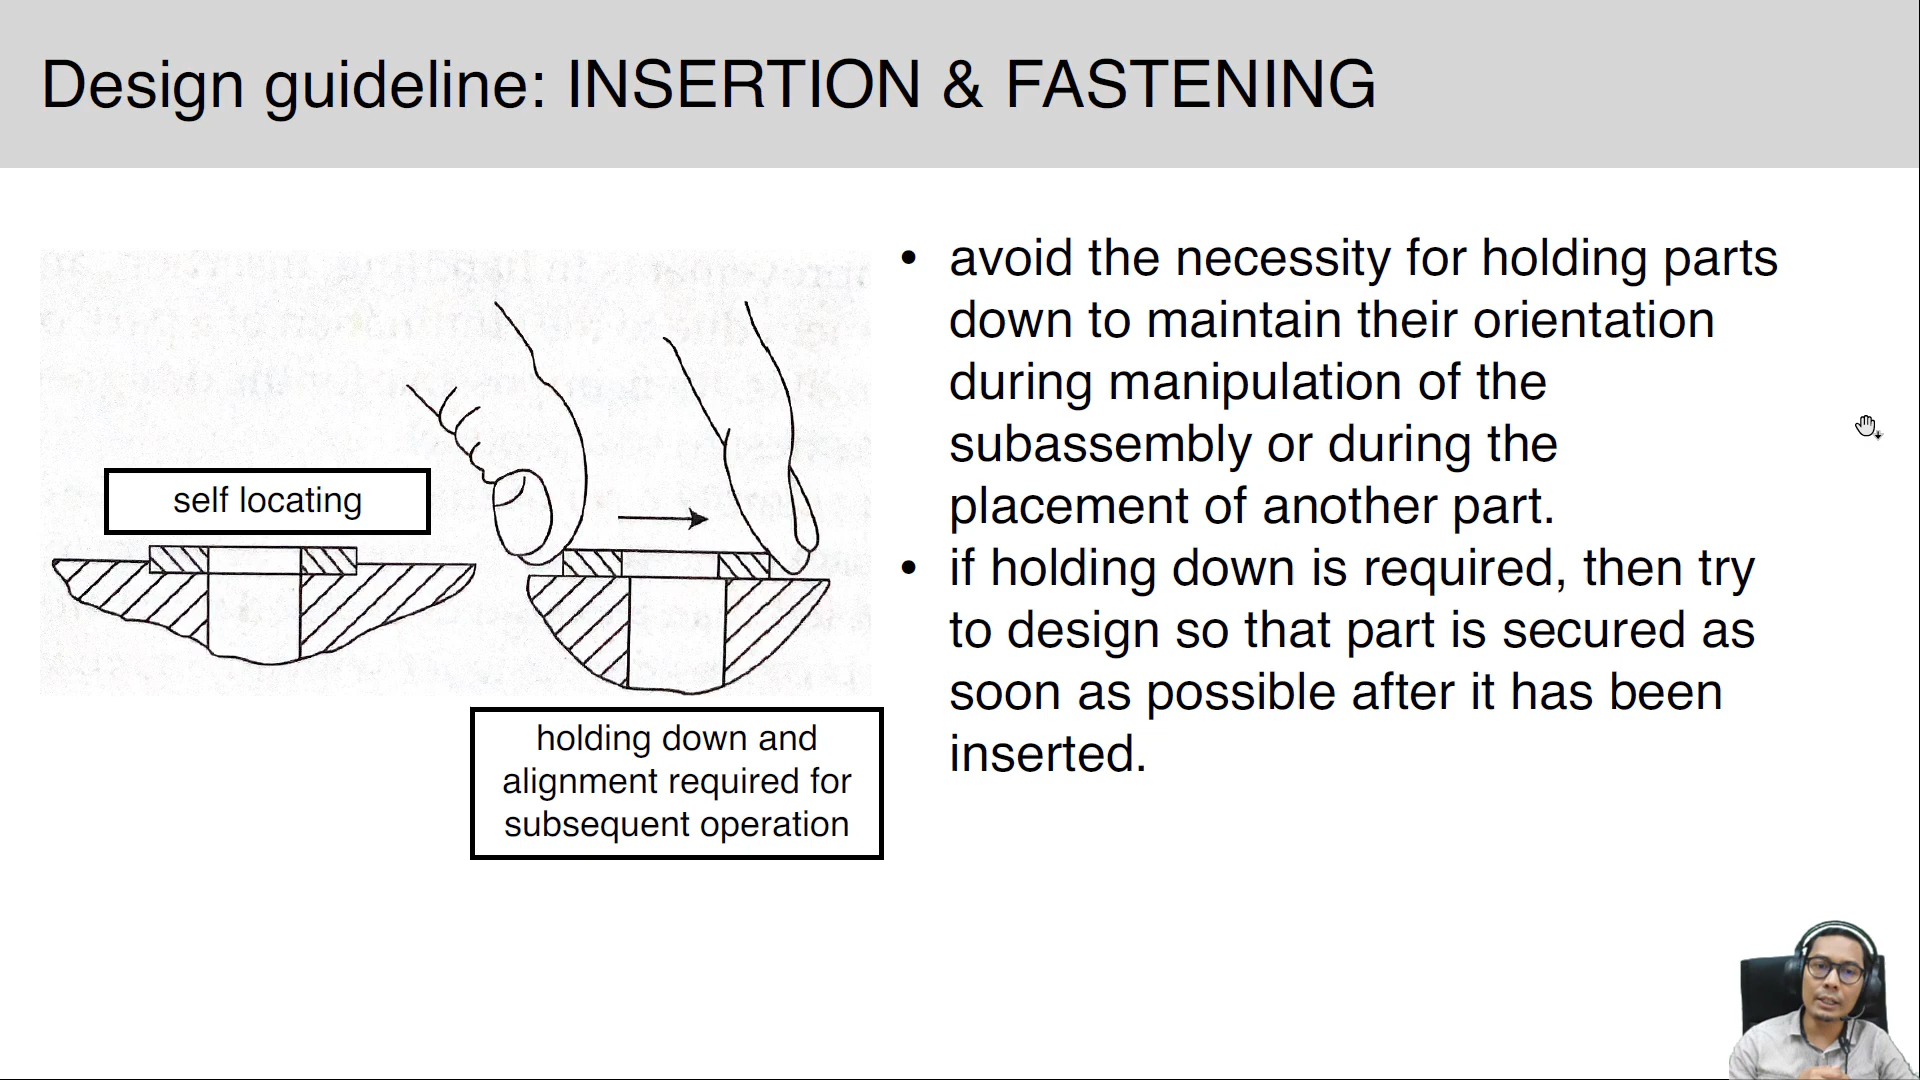 Design guideline: INSERTION & FASTENING
self locating
holding down and
alignment required for
subsequent operation
• avoid the necessity for holding parts
down to maintain their orientation
during manipulation of the
subassembly or during the
placement of another part.
• if holding down is required, then try
to design so that part is secured as
soon as possible after it has been
inserted.